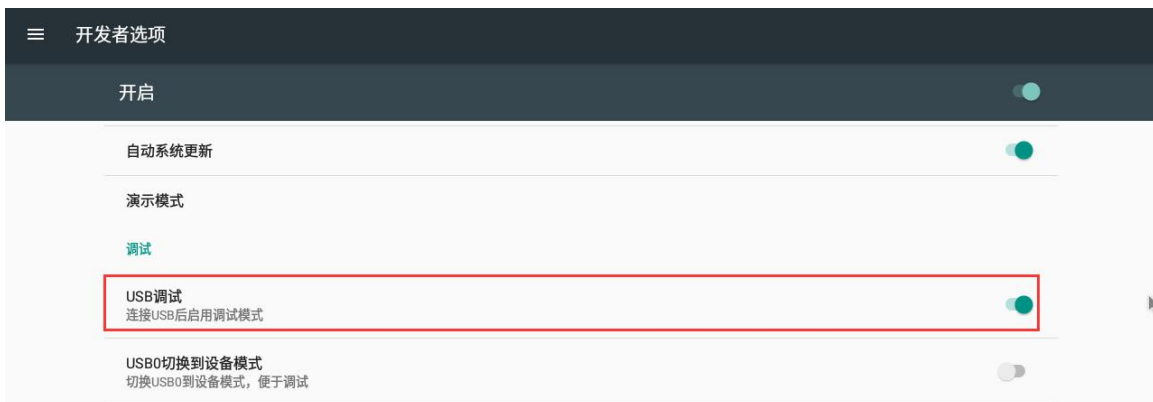 开发者选项
开启
自动系统更新
演示模式
调试
USB调试
连接USB后启用调试模式
USB0切换到设备模式
切换USB0到设备模式，便于调试